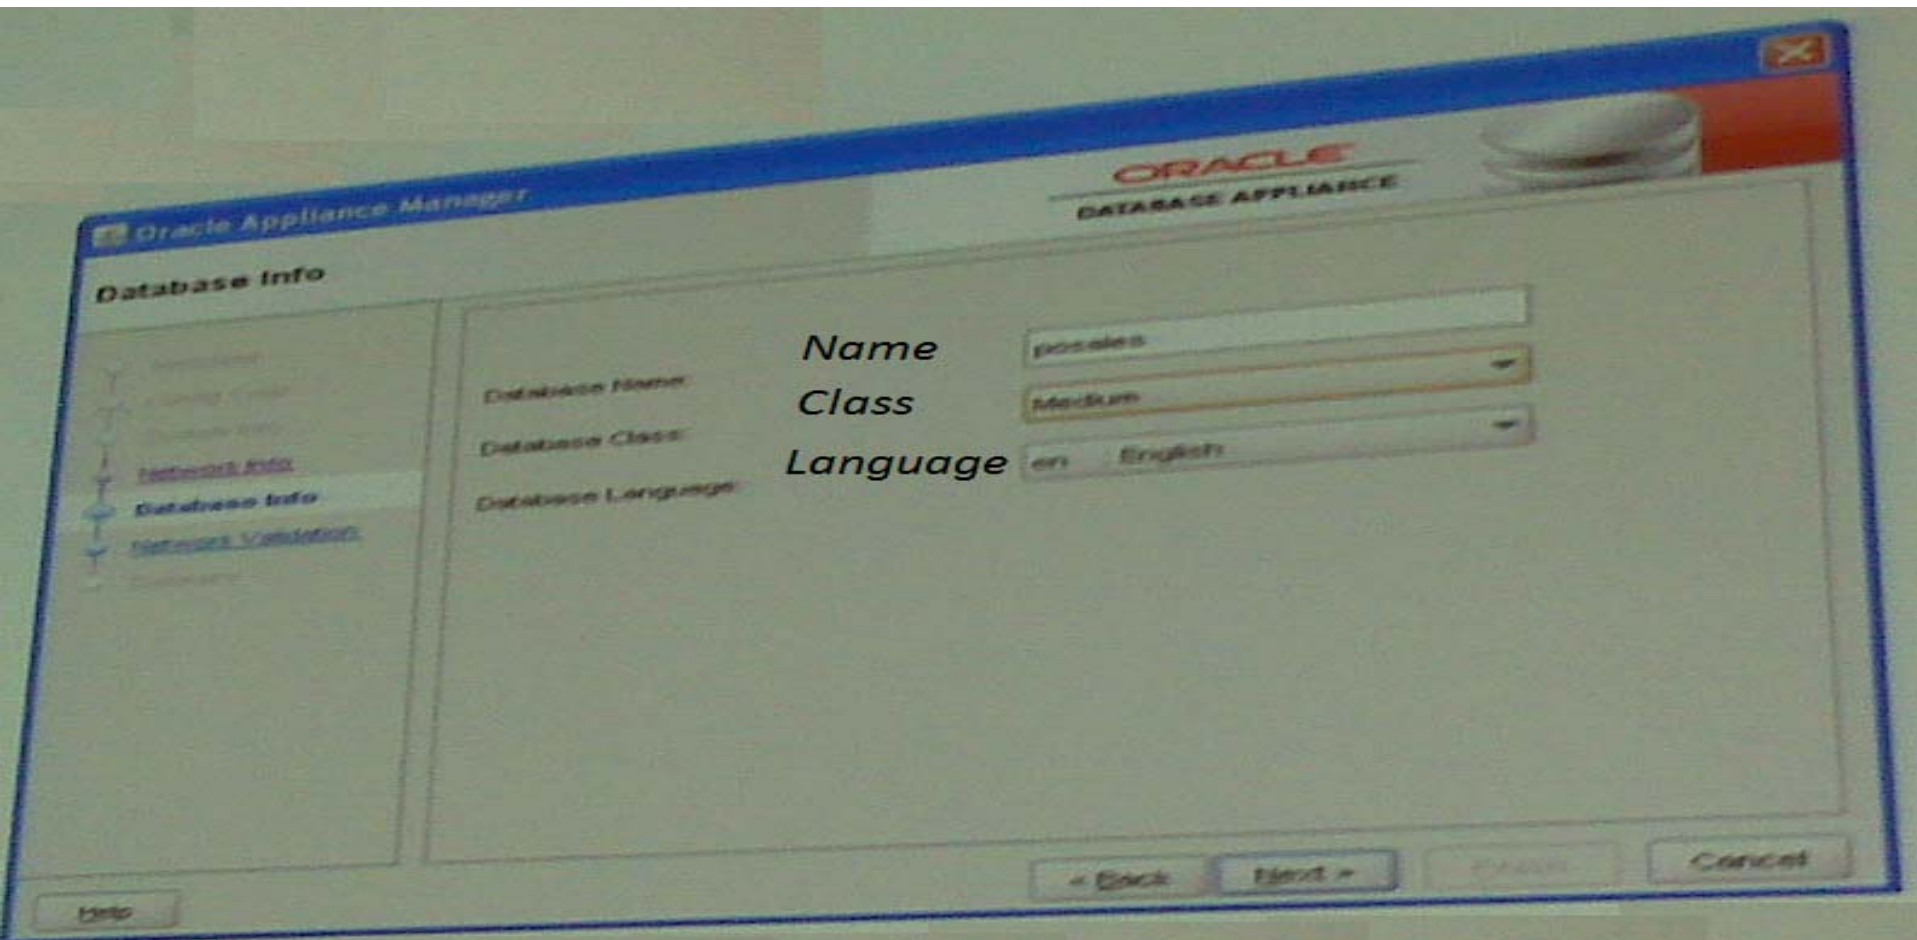 Oracle Appliance Manager
ORACLE
DATABASE APPLIANCE
Database Info
Network Info
Database Info
Network Validation
Database Name:
Name
posales
Database Class:
Class
Medium
Database Language:
Language
en : English
Help
« Back
Next »
Cancel